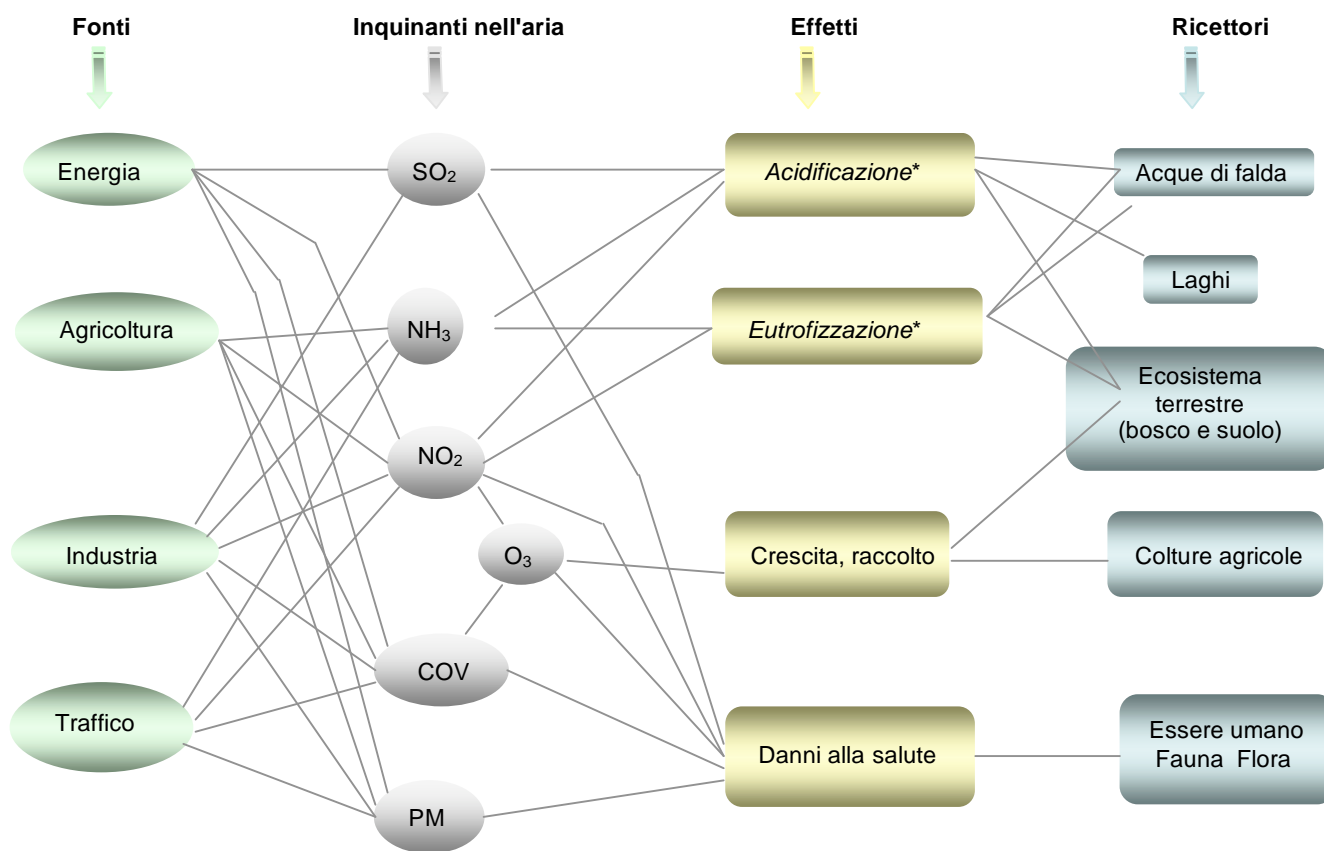 Fonti
Inquinanti nell'aria
Effetti
Ricettori
Energia
SO₂
Acidificazione*
Acque di falda
Laghi
Agricoltura
NH₃
Eutrofizzazione*
Ecosistema
terrestre
(bosco e suolo)
NO₂
Industria
O₃
Crescita, raccolto
Colture agricole
COV
Traffico
Danni alla salute
Essere umano
Fauna Flora
PM